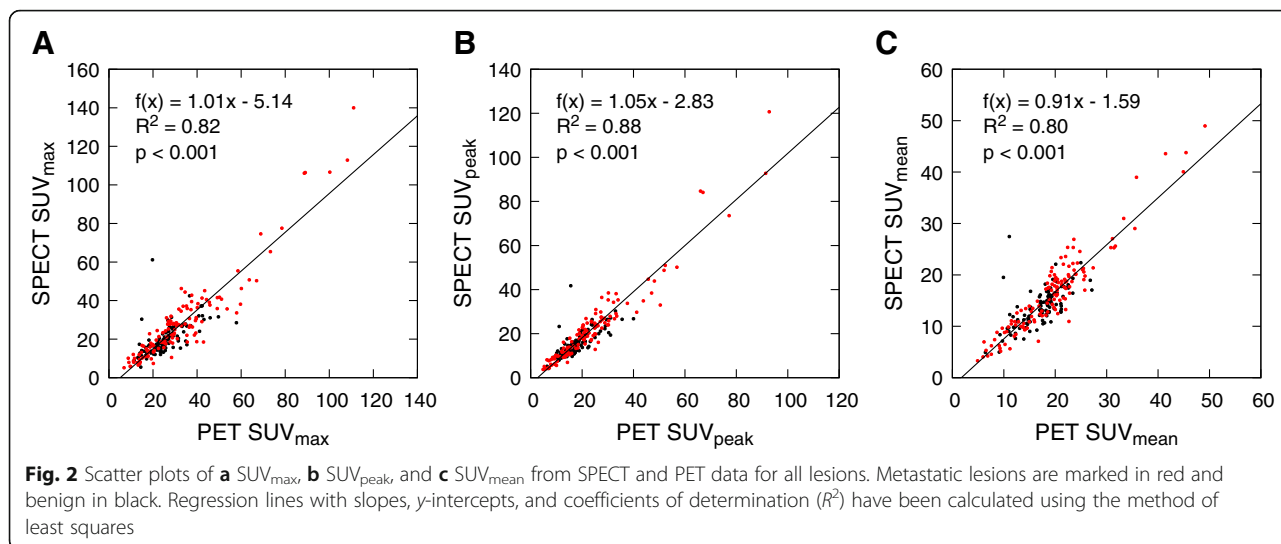 A
160
140
120
100
80
60
40
20
0
SPECT SUVmax
f(x) = 1.01x - 5.14
R² = 0.82
p < 0.001
0 20 40 60 80 100 120 140
PET SUVmax
B
140
120
100
80
60
40
20
0
SPECT SUVpeak
f(x) = 1.05x - 2.83
R² = 0.88
p < 0.001
0 20 40 60 80 100 120
PET SUVpeak
C
60
50
40
30
20
10
0
SPECT SUVmean
f(x) = 0.91x - 1.59
R² = 0.80
p < 0.001
0 10 20 30 40 50 60
PET SUVmean
Fig. 2 Scatter plots of a SUVmax, b SUVpeak, and c SUVmean from SPECT and PET data for all lesions. Metastatic lesions are marked in red and
benign in black. Regression lines with slopes, y-intercepts, and coefficients of determination (R²) have been calculated using the method of
least squares